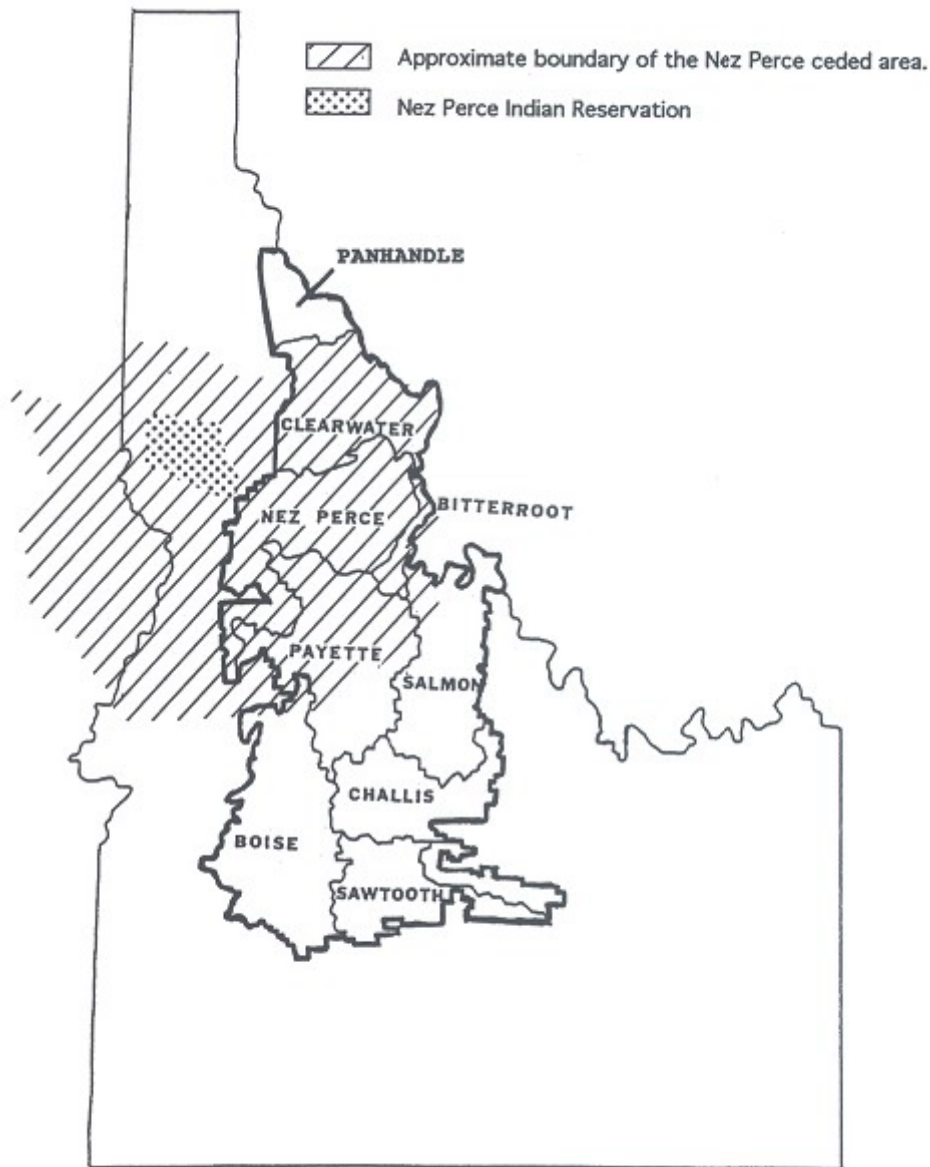 Approximate boundary of the Nez Perce ceded area.
Nez Perce Indian Reservation
PANHANDLE
CLEARWATER
BITTERROOT
NEZ PERCE
PAYETTE
SALMON
CHALLIS
BOISE
SAWTOOTH